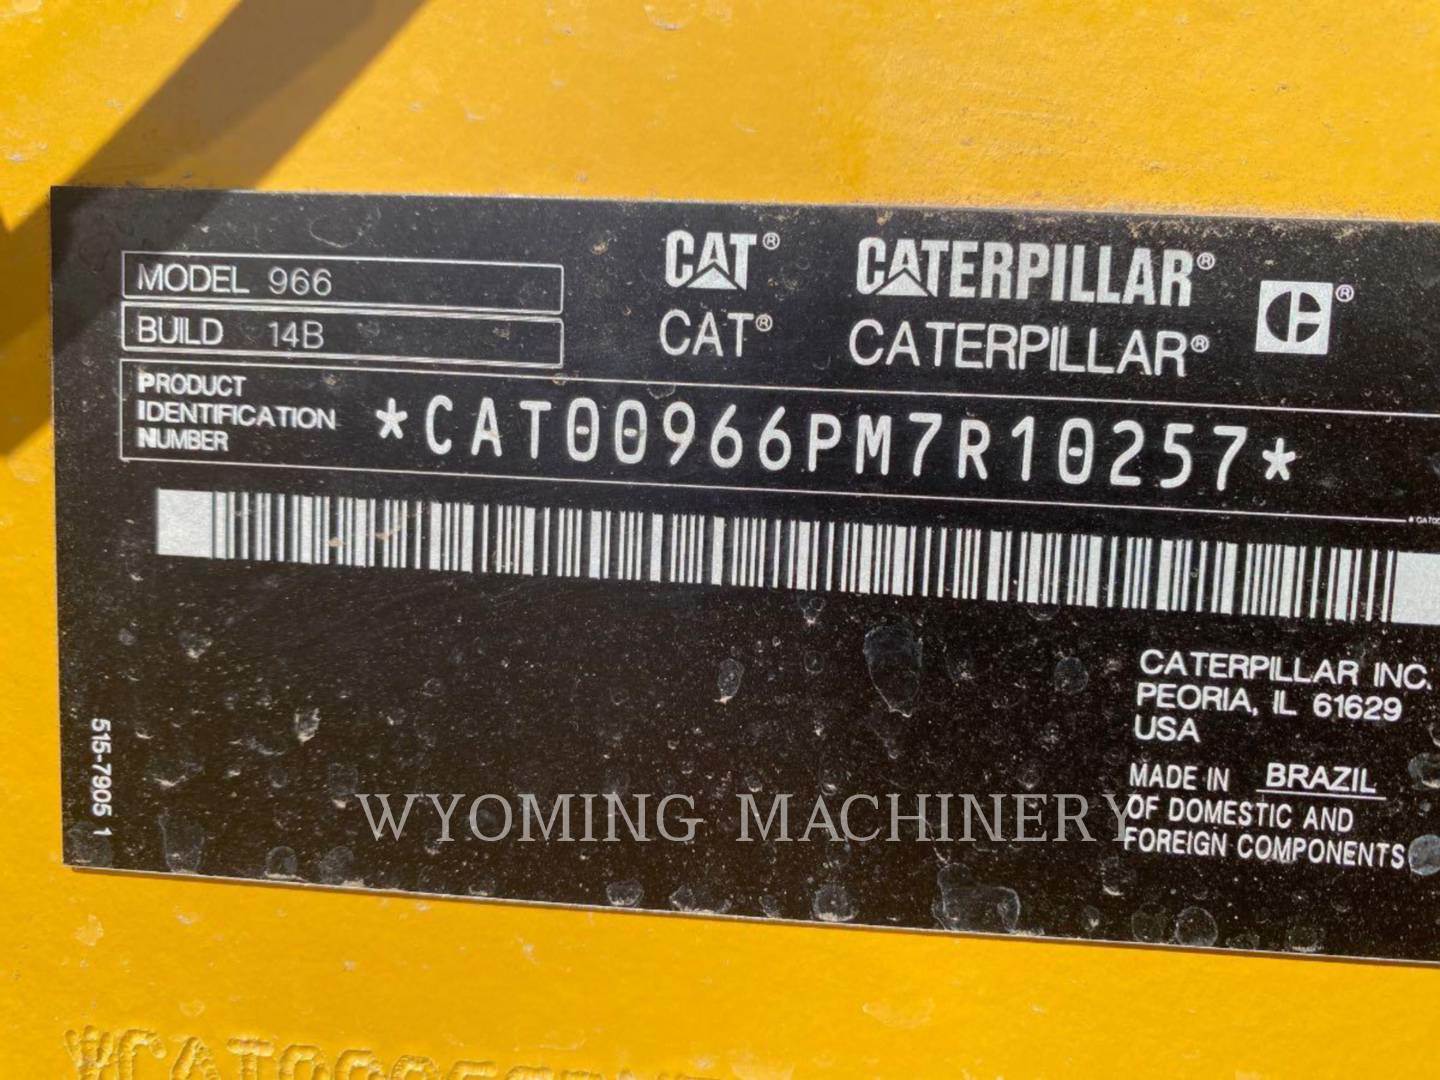 MODEL 966
BUILD 14B
CAT® CATERPILLAR®
CAT® CATERPILLAR®
C®
PRODUCT
IDENTIFICATION
NUMBER
*CAT00966PM7R10257*
CATERPILLAR INC.
PEORIA, IL 61629
USA
MADE IN BRAZIL
OF DOMESTIC AND
FOREIGN COMPONENTS
515-7905 1
WYOMING MACHINERY